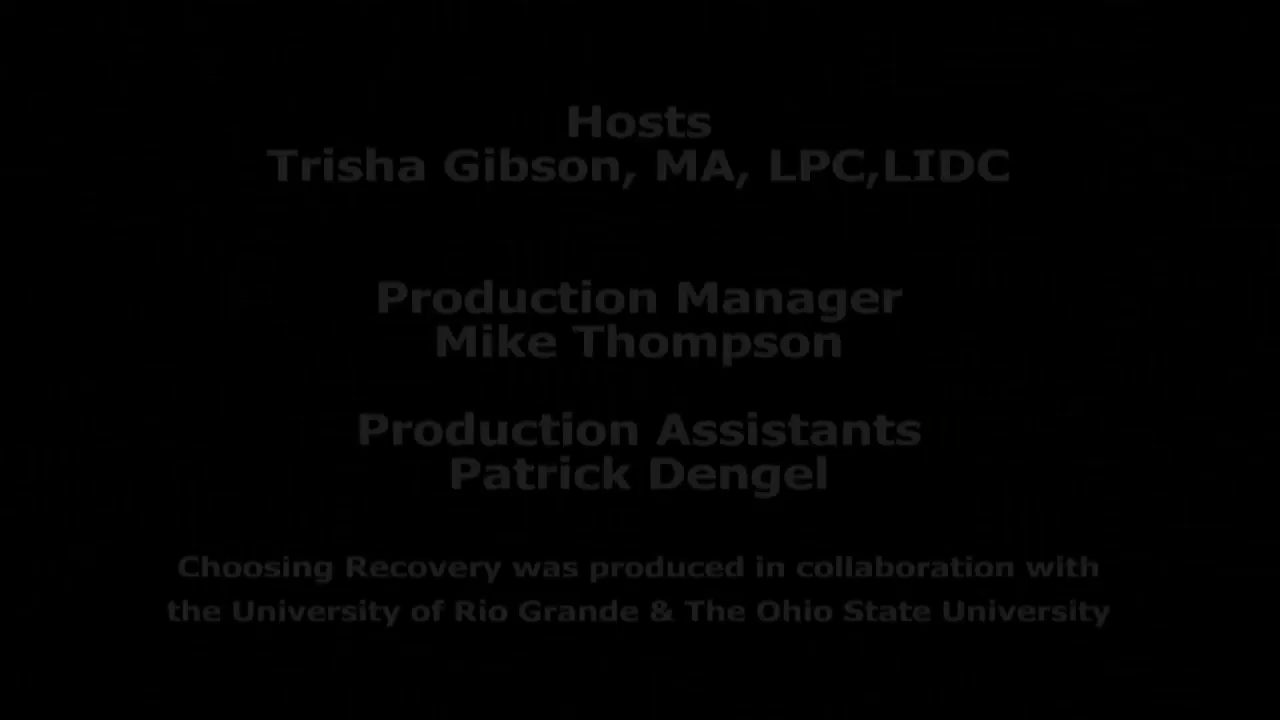 Hosts
Trisha Gibson, MA, LPC,LIDC
Production Manager
Mike Thompson
Production Assistants
Patrick Dengel
Choosing Recovery was produced in collaboration with
the University of Rio Grande & The Ohio State University